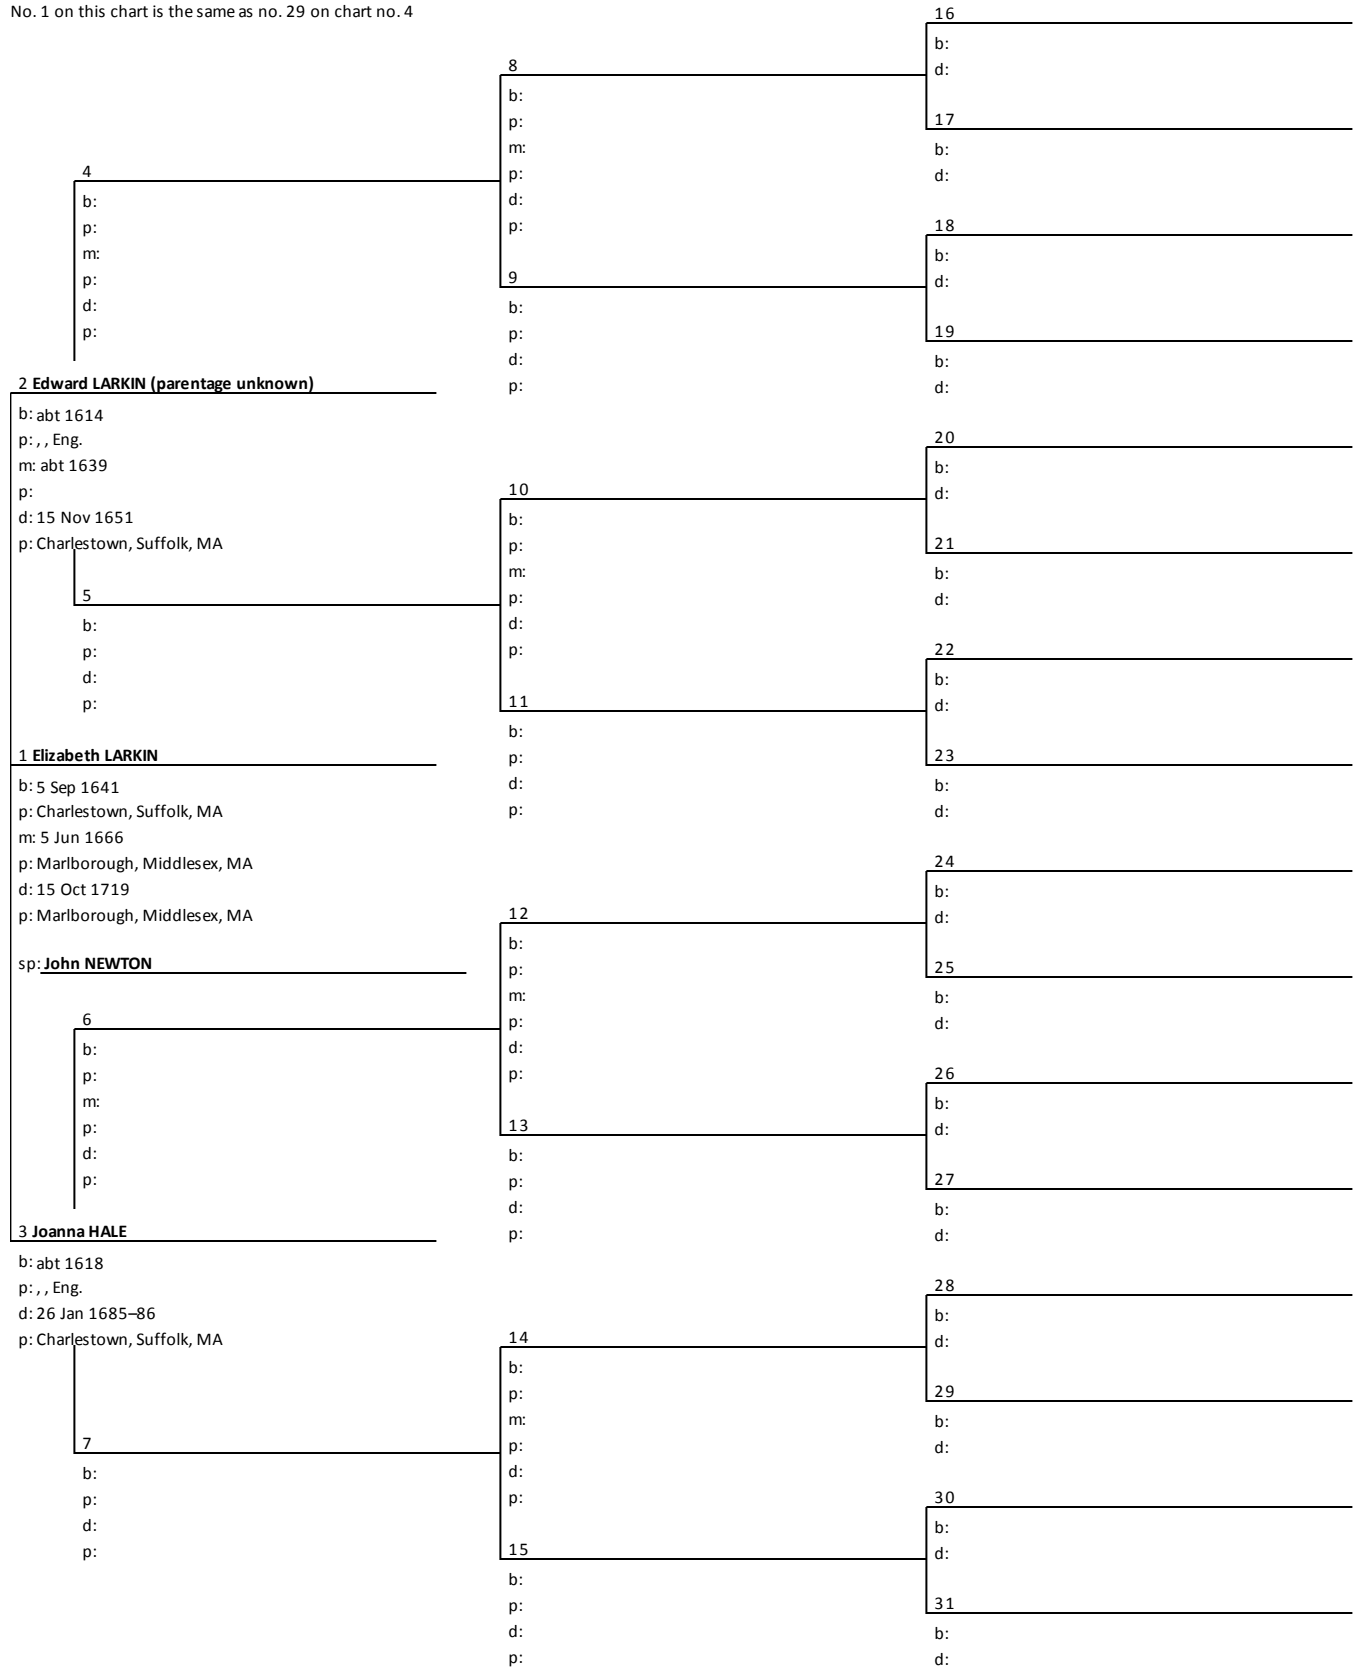 No. 1 on this chart is the same as no. 29 on chart no. 4
2 Edward LARKIN (parentage unknown)
b: abt 1614
p: , , Eng.
m: abt 1639
p:
d: 15 Nov 1651
p: Charlestown, Suffolk, MA
1 Elizabeth LARKIN
b: 5 Sep 1641
p: Charlestown, Suffolk, MA
m: 5 Jun 1666
p: Marlborough, Middlesex, MA
d: 15 Oct 1719
p: Marlborough, Middlesex, MA
sp: John NEWTON
3 Joanna HALE
b: abt 1618
p: , , Eng.
d: 26 Jan 1685–86
p: Charlestown, Suffolk, MA
4
b:
p:
m:
p:
d:
p:
5
b:
p:
d:
p:
6
b:
p:
m:
p:
d:
p:
7
b:
p:
d:
p:
8
b:
p:
m:
p:
d:
p:
9
b:
p:
d:
p:
10
b:
p:
m:
p:
d:
p:
11
b:
p:
d:
p:
12
b:
p:
m:
p:
d:
p:
13
b:
p:
d:
p:
14
b:
p:
m:
p:
d:
p:
15
b:
p:
d:
p:
16
b:
d:
17
b:
d:
18
b:
d:
19
b:
d:
20
b:
d:
21
b:
d:
22
b:
d:
23
b:
d:
24
b:
d:
25
b:
d:
26
b:
d:
27
b:
d:
28
b:
d:
29
b:
d:
30
b:
d:
31
b:
d: